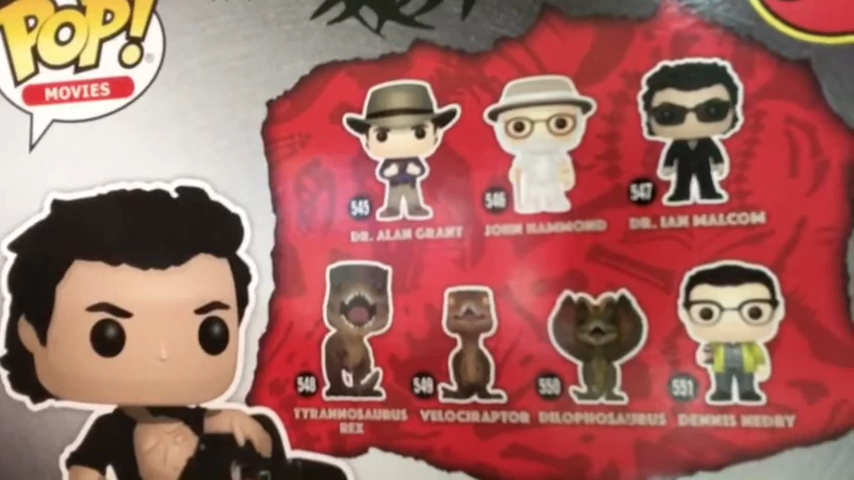 POP!
MOVIES
545
546
547
DR. ALAN GRANT
JOHN HAMMOND
DR. IAN MALCOM
548
549
550
551
TYRANNOSAURUS REX
VELOCIRAPTOR
DILOPHOSAURUS
DENNIS NEDRY